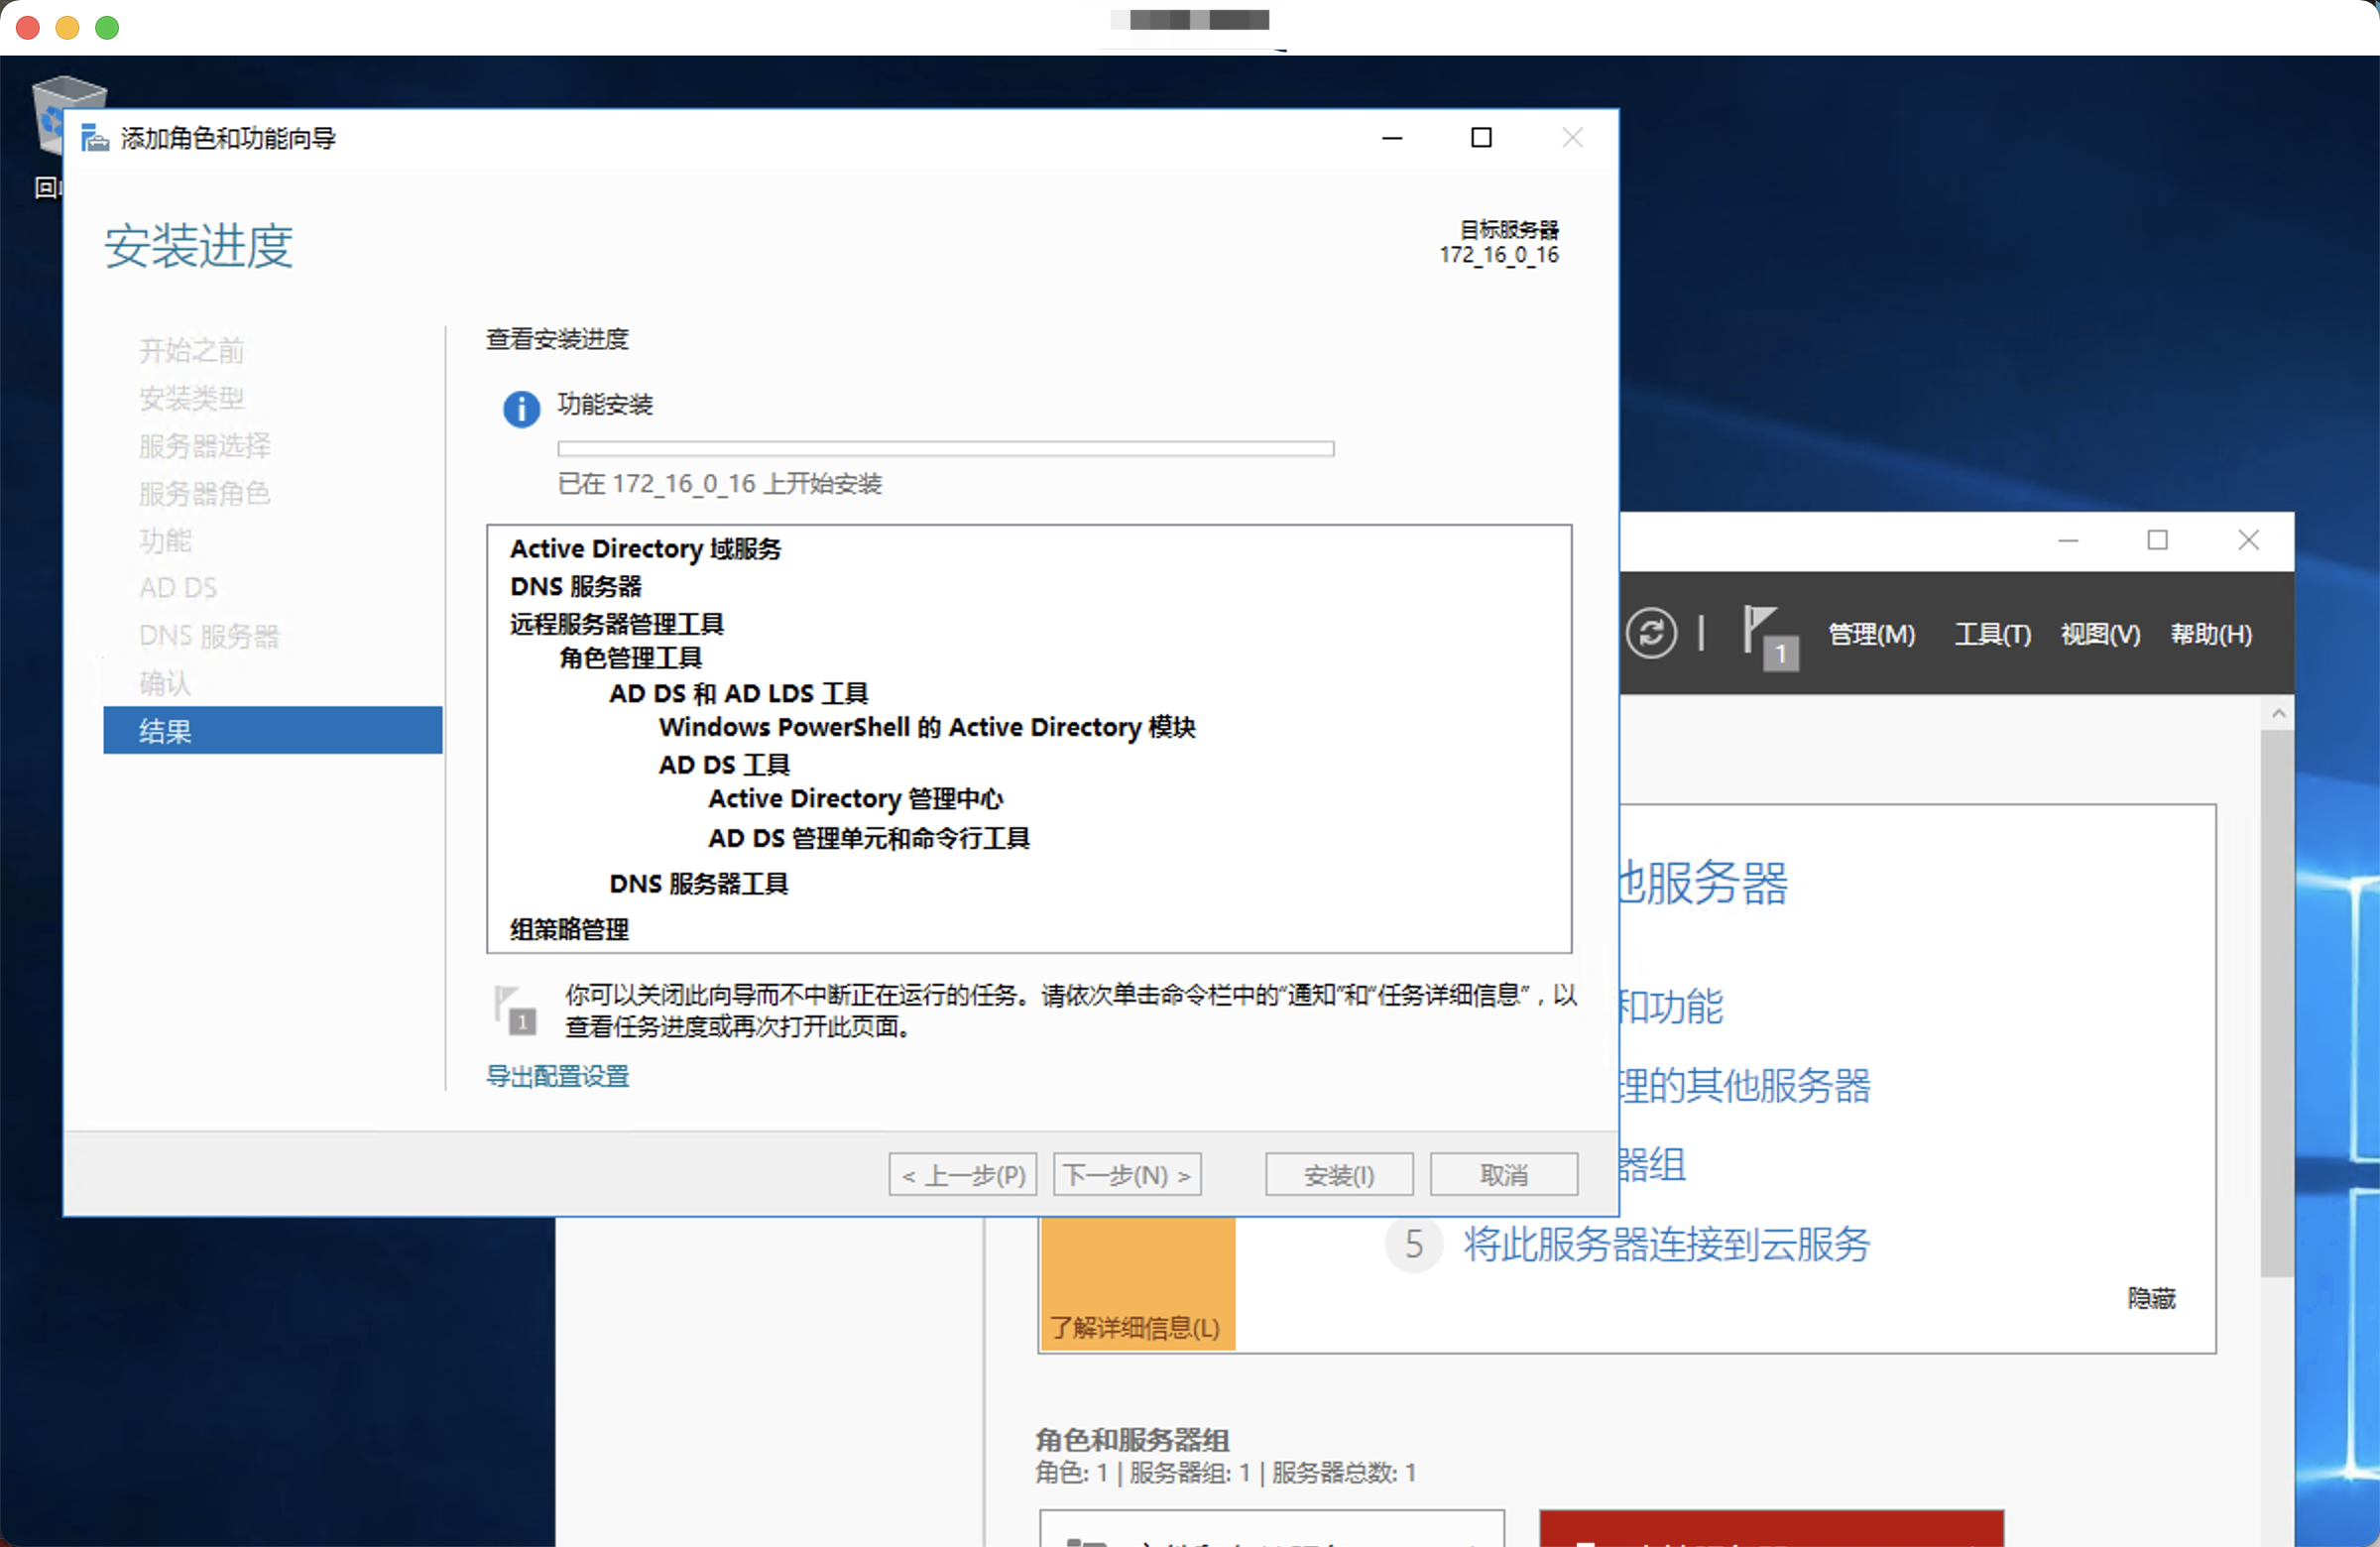 添加角色和功能向导
安装进度
目标服务器
172_16_0_16
开始之前
安装类型
服务器选择
服务器角色
功能
AD DS
DNS 服务器
确认
结果
查看安装进度
功能安装
已在 172_16_0_16 上开始安装
Active Directory 域服务
DNS 服务器
远程服务器管理工具
角色管理工具
AD DS 和 AD LDS 工具
Windows PowerShell 的 Active Directory 模块
AD DS 工具
Active Directory 管理中心
AD DS 管理单元和命令行工具
DNS 服务器工具
组策略管理
1
你可以关闭此向导而不中断正在运行的任务。请依次单击命令栏中的“通知”和“任务详细信息”，以
查看任务进度或再次打开此页面。
导出配置设置
< 上一步(P)
下一步(N) >
安装(I)
取消
1
管理(M) 工具(T) 视图(V) 帮助(H)
他服务器
和功能
理的其他服务器
器组
5 将此服务器连接到云服务
了解详细信息(L)
隐藏
角色和服务器组
角色: 1 | 服务器组: 1 | 服务器总数: 1